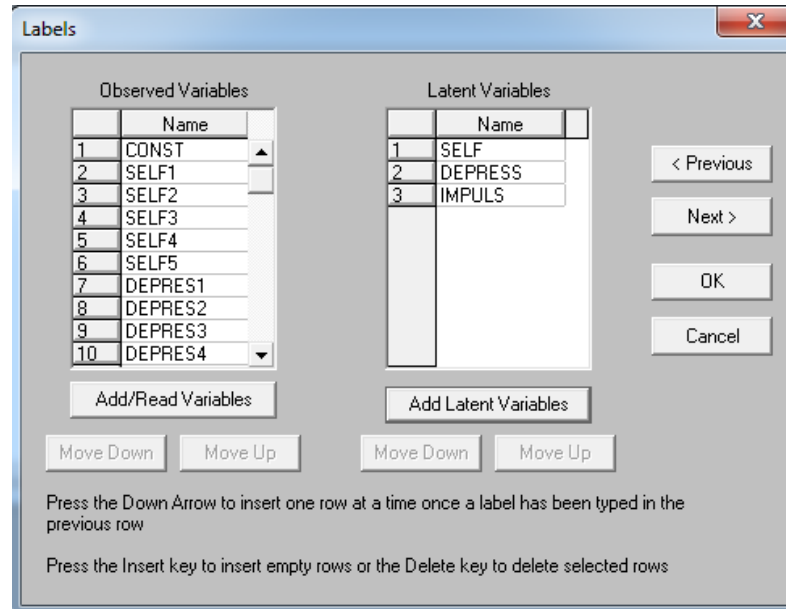 Labels
Observed Variables
Name
1 CONST
2 SELF1
3 SELF2
4 SELF3
5 SELF4
6 SELF5
7 DEPRES1
8 DEPRES2
9 DEPRES3
10 DEPRES4
Add/Read Variables
Move Down Move Up
Latent Variables
Name
1 SELF
2 DEPRESS
3 IMPULS
Add Latent Variables
Move Down Move Up
< Previous
Next >
OK
Cancel
Press the Down Arrow to insert one row at a time once a label has been typed in the
previous row
Press the Insert key to insert empty rows or the Delete key to delete selected rows